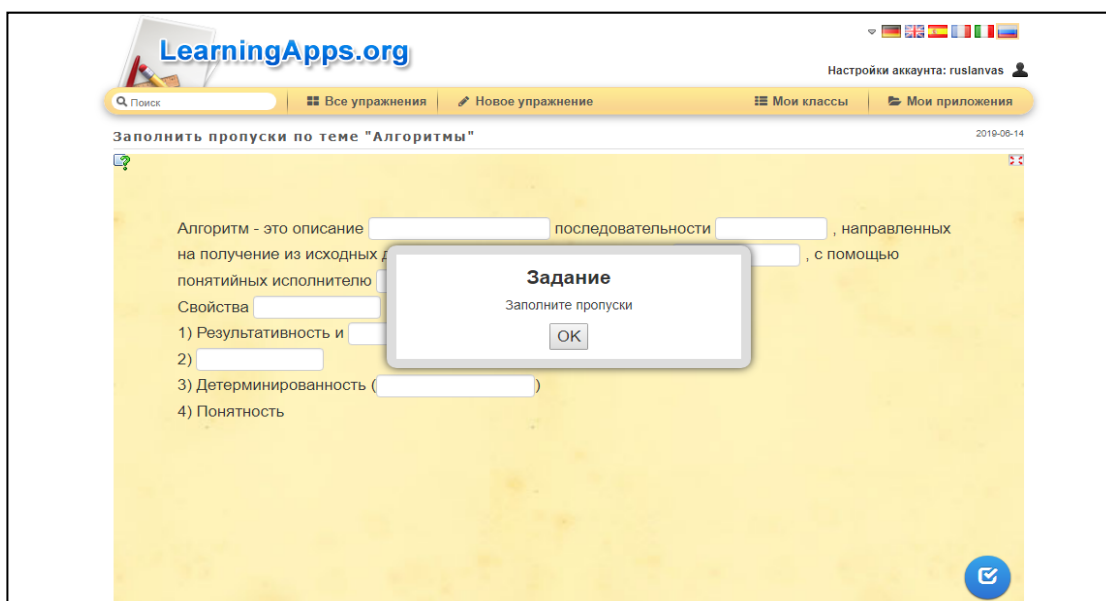 LearningApps.org
Настройки аккаунта: ruslanvas
Поиск
Все упражнения
Новое упражнение
Мои классы
Мои приложения
Заполнить пропуски по теме "Алгоритмы"
2019-06-14
Алгоритм - это описание последовательности , направленных
на получение из исходных , с помощью
понятийных исполнителю
Свойства
1) Результативность и
2)
3) Детерминированность ( )
4) Понятность
Задание
Заполните пропуски
OK